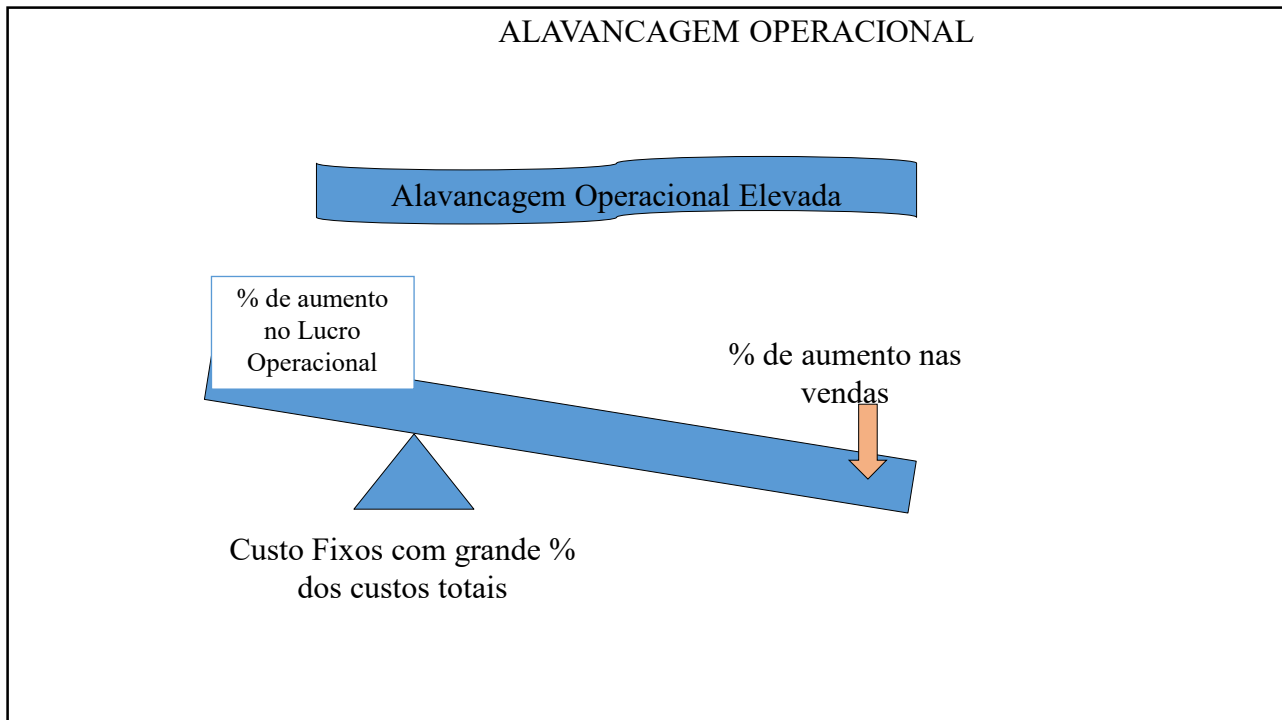 ALAVANCAGEM OPERACIONAL
Alavancagem Operacional Elevada
% de aumento
no Lucro
Operacional
% de aumento nas
vendas
Custo Fixos com grande %
dos custos totais